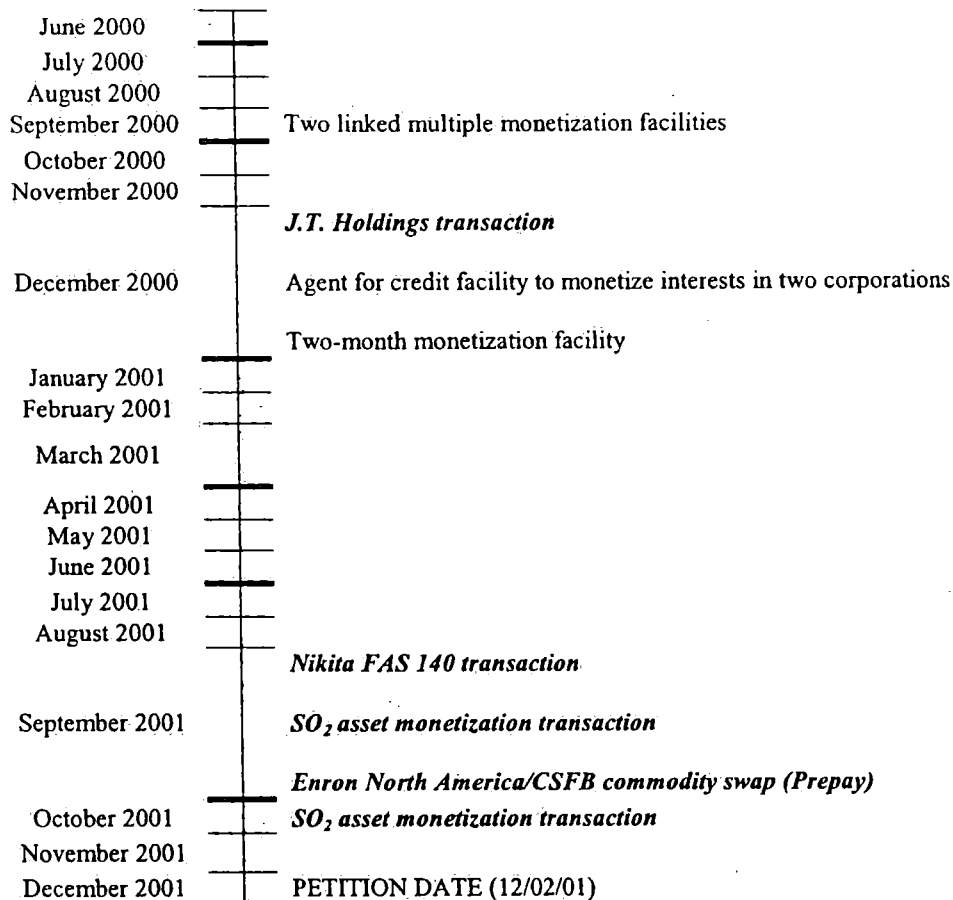 June 2000
July 2000
August 2000
September 2000 Two linked multiple monetization facilities
October 2000
November 2000
J.T. Holdings transaction
December 2000 Agent for credit facility to monetize interests in two corporations
Two-month monetization facility
January 2001
February 2001
March 2001
April 2001
May 2001
June 2001
July 2001
August 2001
Nikita FAS 140 transaction
September 2001 SO₂ asset monetization transaction
Enron North America/CSFB commodity swap (Prepay)
October 2001 SO₂ asset monetization transaction
November 2001
December 2001 PETITION DATE (12/02/01)